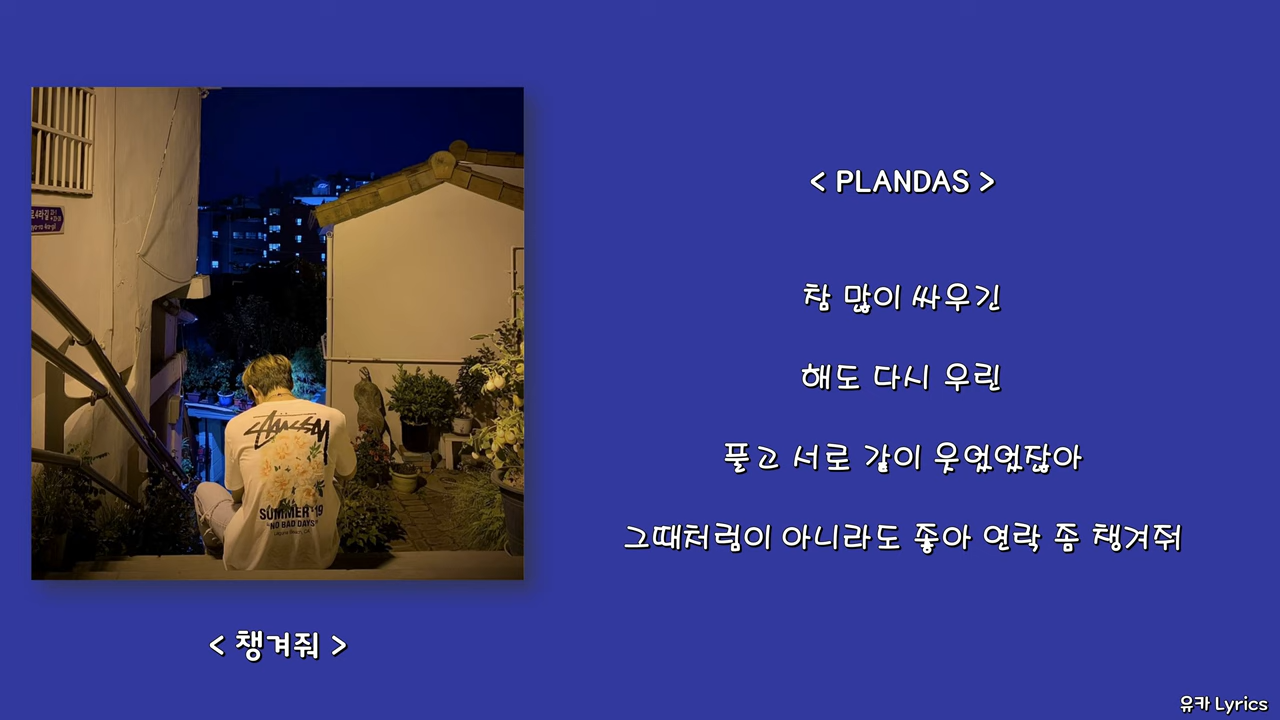 STÜSSY
SUMMER '19
"NO BAD DAYS"
< 챙겨줘 >
< PLANDAS >
참 많이 싸우긴
해도 다시 우린
풀고 서로 같이 웃었었잖아
그때처럼이 아니라도 좋아 연락 좀 챙겨줘
유카 Lyrics